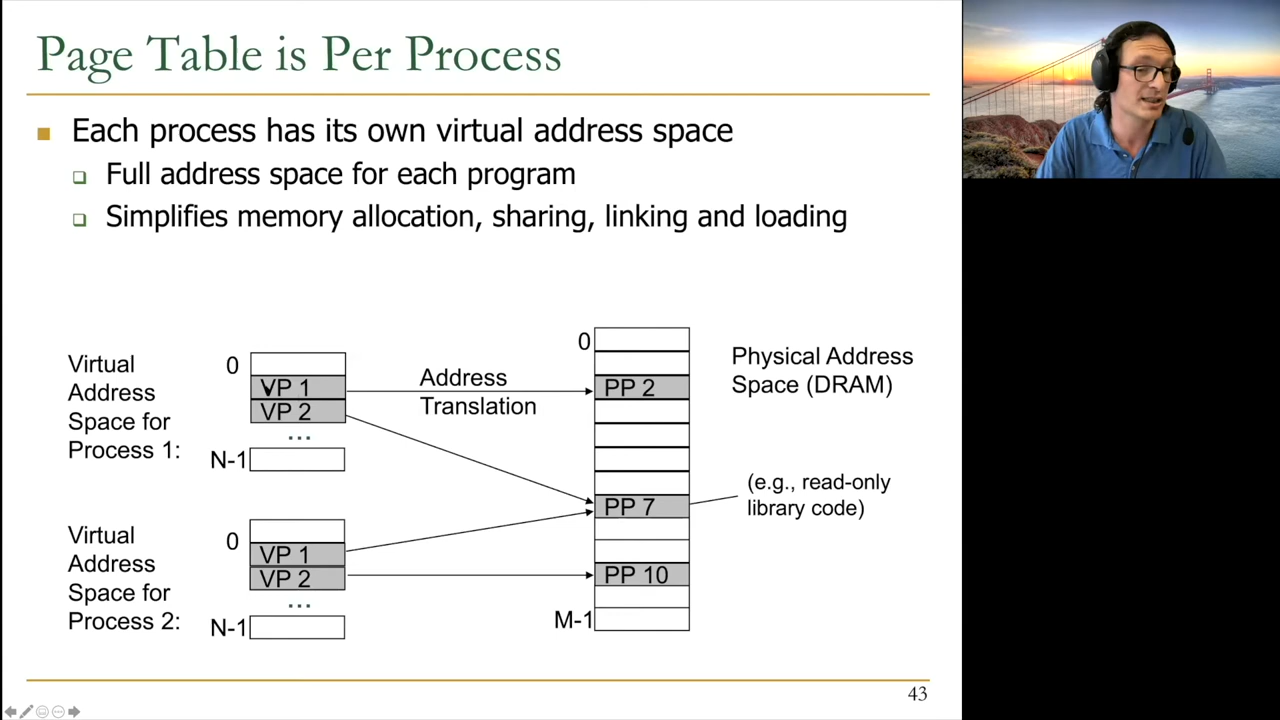 Page Table is Per Process
Each process has its own virtual address space
Full address space for each program
Simplifies memory allocation, sharing, linking and loading
Virtual
Address
Space for
Process 1:
0
VP 1
VP 2
...
N-1
Address
Translation
0
PP 2
PP 7
PP 10
M-1
Physical Address
Space (DRAM)
(e.g., read-only
library code)
Virtual
Address
Space for
Process 2:
0
VP 1
VP 2
...
N-1
43